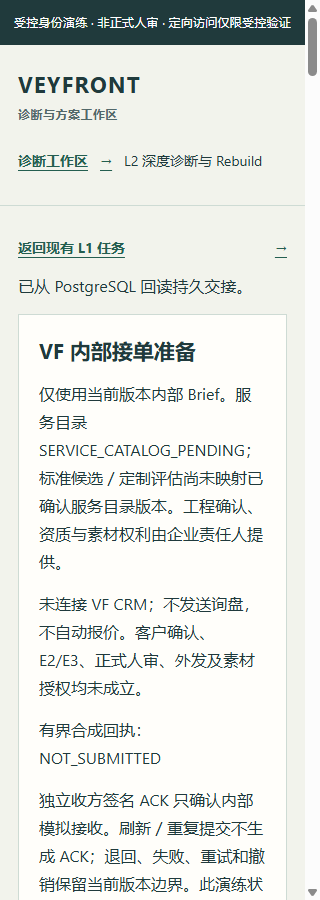 受控身份演练 · 非正式人审 · 定向访问仅限受控验证
VEYFRONT
诊断与方案工作区
诊断工作区 → L2 深度诊断与 Rebuild
返回现有 L1 任务 →
已从 PostgreSQL 回读持久交接。
VF 内部接单准备
仅使用当前版本内部 Brief。服
务目录
SERVICE_CATALOG_PENDING；
标准候选 / 定制评估尚未映射已
确认服务目录版本。工程确认、
资质与素材权利由企业责任人提
供。
未连接 VF CRM；不发送询盘，
不自动报价。客户确认、
E2/E3、正式人审、外发及素材
授权均未成立。
有界合成回执：
NOT_SUBMITTED
独立收方签名 ACK 只确认内部
模拟接收。刷新 / 重复提交不生
成 ACK；退回、失败、重试和撤
销保留当前版本边界。此演练状